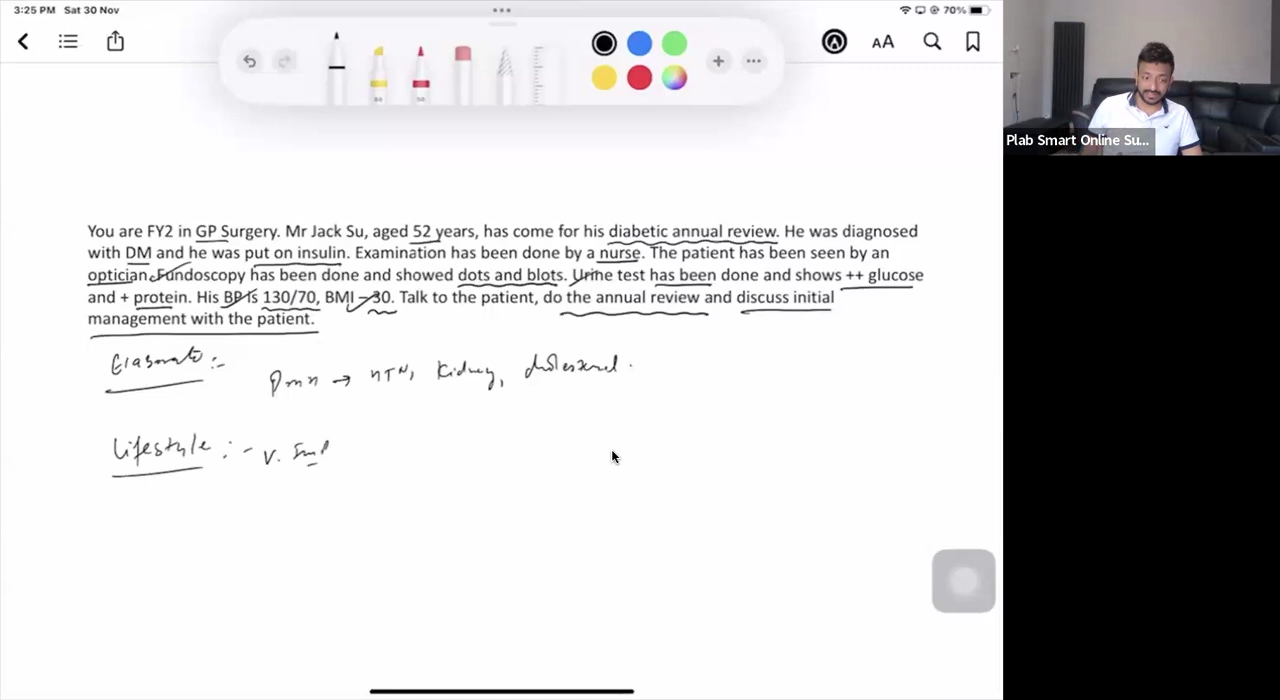 3:25 PM Sat 30 Nov
70%
AA
Plab Smart Online Su...
You are FY2 in GP Surgery. Mr Jack Su, aged 52 years, has come for his diabetic annual review. He was diagnosed
with DM and he was put on insulin. Examination has been done by a nurse. The patient has been seen by an
optician. Fundoscopy has been done and showed dots and blots. Urine test has been done and shows ++ glucose
and + protein. His BP is 130/70, BMI – 30. Talk to the patient, do the annual review and discuss initial
management with the patient.
Elaborate :-
Pmh → HTN, Kidney, cholesterol.
Lifestyle :- V. Imp